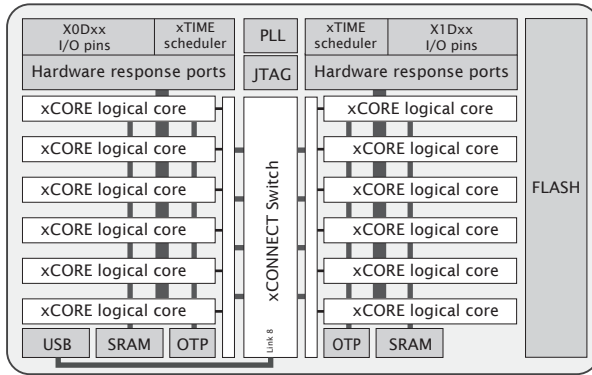 X0Dxx
I/O pins
xTIME
scheduler
PLL
xTIME
scheduler
X1Dxx
I/O pins
Hardware response ports
JTAG
Hardware response ports
xCORE logical core
xCORE logical core
xCORE logical core
xCORE logical core
xCORE logical core
xCORE logical core
xCONNECT Switch
Link 8
xCORE logical core
xCORE logical core
xCORE logical core
xCORE logical core
xCORE logical core
xCORE logical core
FLASH
USB
SRAM
OTP
OTP
SRAM